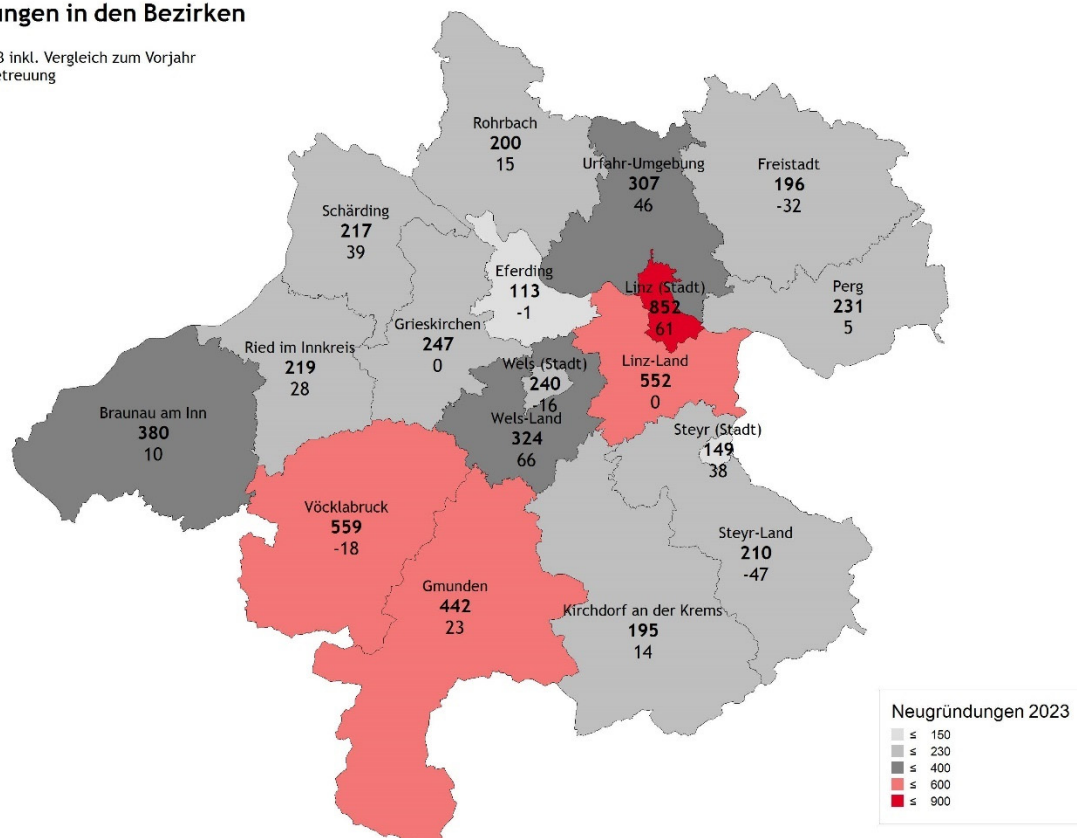 ungen in den Bezirken
3 inkl. Vergleich zum Vorjahr
etreuung
Rohrbach
200
15
Urfahr-Umgebung
307
46
Freistadt
196
-32
Schärding
217
39
Eferding
113
-1
Linz (Stadt)
852
61
Perg
231
5
Grieskirchen
247
0
Ried im Innkreis
219
28
Wels (Stadt)
240
-16
Linz-Land
552
0
Braunau am Inn
380
10
Wels-Land
324
66
Steyr (Stadt)
149
38
Vöcklabruck
559
-18
Steyr-Land
210
-47
Gmunden
442
23
Kirchdorf an der Krems
195
14
Neugründungen 2023
≤ 150
≤ 230
≤ 400
≤ 600
≤ 900